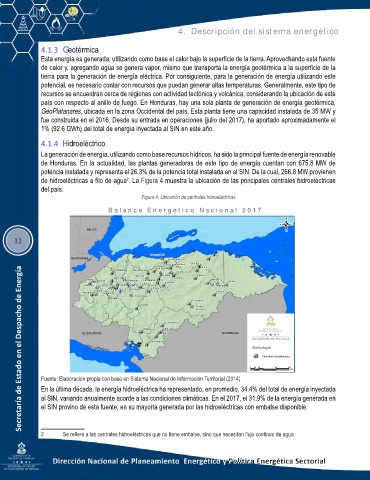 4. Descripción del sistema energético
4.1.3 Geotérmica
Esta energía es generada, utilizando como base el calor bajo la superficie de la tierra. Aprovechando esta fuente
de calor y, agregando agua se genera vapor, mismo que transporta la energía geotérmica a la superficie de la
tierra para la generación de energía eléctrica. Por consiguiente, para la generación de energía utilizando este
potencial, es necesario contar con recursos que puedan generar altas temperaturas. Generalmente, este tipo de
recursos se encuentran cerca de regiones con actividad tectónica y volcánica, considerando la ubicación de este
país con respecto al anillo de fuego. En Honduras, hay una sola planta de generación de energía geotérmica,
GeoPlatanares, ubicada en la zona Occidental del país. Esta planta tiene una capacidad instalada de 35 MW y
fue construida en el 2016. Desde su entrada en operaciones (julio del 2017), ha aportado aproximadamente el
1% (92.6 GWh) del total de energía inyectada al SIN en este año.
4.1.4 Hidroeléctrico
La generación de energía, utilizando como base recursos hídricos, ha sido la principal fuente de energía renovable
de Honduras. En la actualidad, las plantas generadoras de este tipo de energía cuentan con 675.8 MW de
potencia instalada y representa el 26.3% de la potencia total instalada en el SIN. De la cual, 266.8 MW provienen
de hidroeléctricas a filo de agua². La Figura 4 muestra la ubicación de las principales centrales hidroeléctricas
del país.
Figura 4. Ubicación de centrales hidroeléctricas
Balance Energético Nacional 2017
BELICE
GUATEMALA
EL SALVADOR
NICARAGUA
Simbología
Centrales Hidroeléctricas
12
Secretaría de Estado en el Despacho de Energía
Fuente: Elaboración propia con base en Sistema Nacional de Información Territorial (2014)
En la última década, la energía hidroeléctrica ha representado, en promedio, 34.4% del total de energía inyectada
al SIN, variando anualmente acorde a las condiciones climáticas. En el 2017, el 31.9% de la energía generada en
el SIN provino de esta fuente, en su mayoría generada por las hidroeléctricas con embalse disponible.
2 Se refiere a las centrales hidroeléctricas que no tiene embalse, sino que necesitan flujo continuo de agua
Dirección Nacional de Planeamiento Energético y Política Energética Sectorial